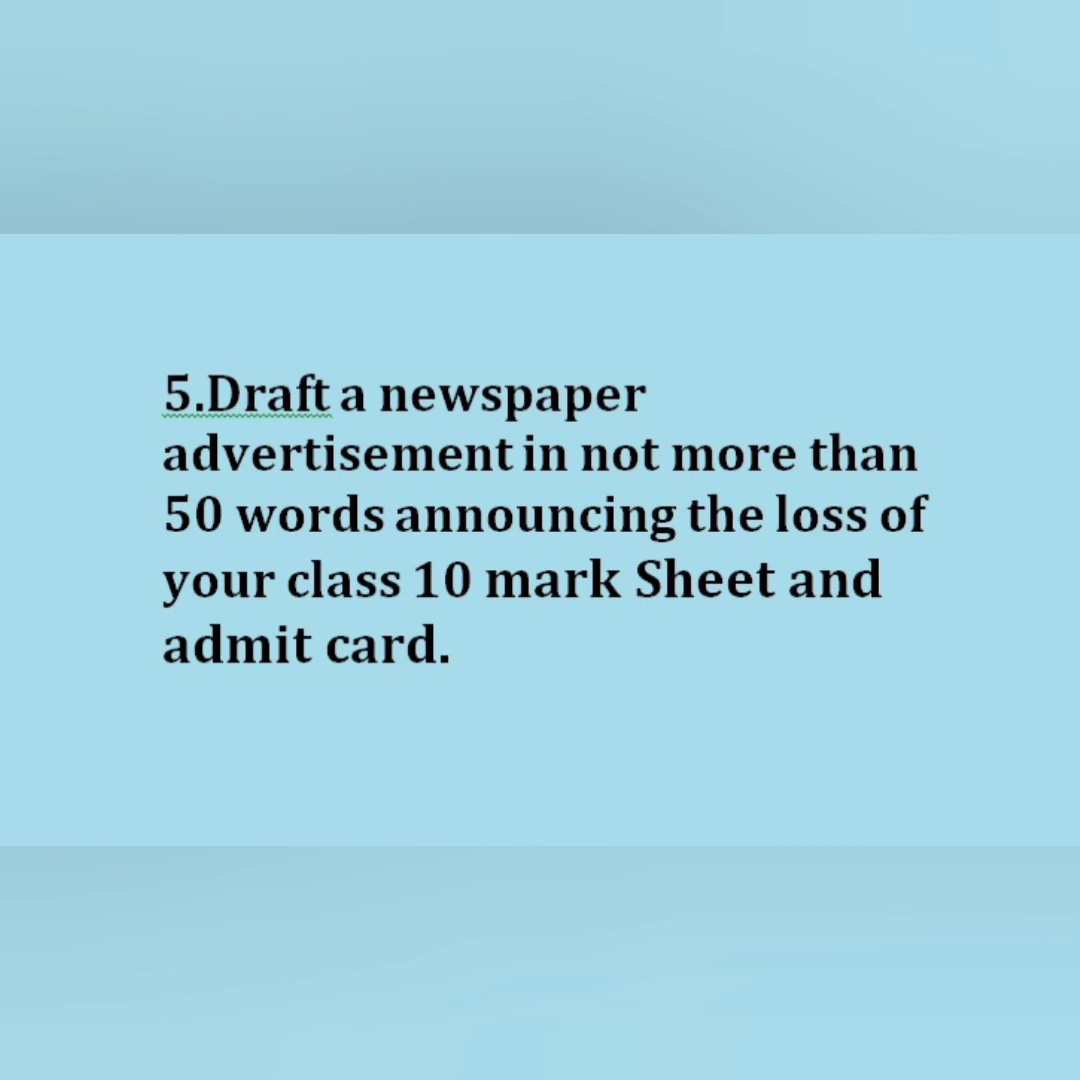 5.Draft a newspaper
advertisement in not more than
50 words announcing the loss of
your class 10 mark Sheet and
admit card.